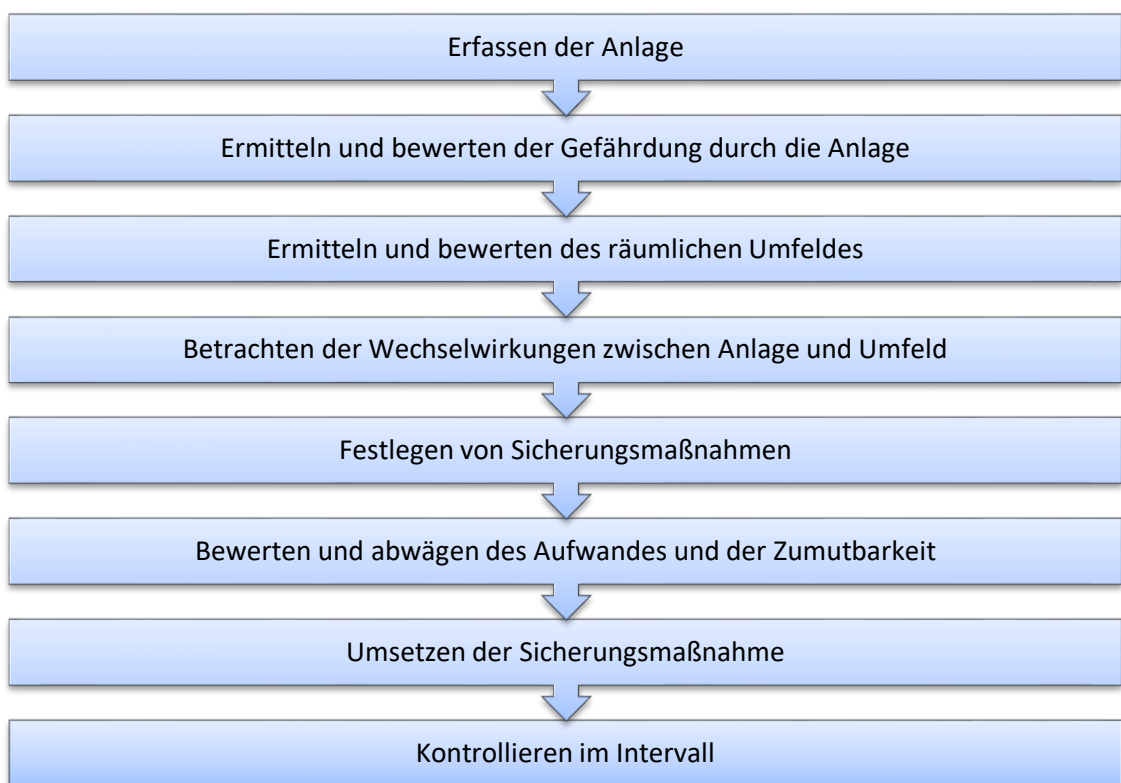 Erfassen der Anlage
Ermitteln und bewerten der Gefährdung durch die Anlage
Ermitteln und bewerten des räumlichen Umfeldes
Betrachten der Wechselwirkungen zwischen Anlage und Umfeld
Festlegen von Sicherungsmaßnahmen
Bewerten und abwägen des Aufwandes und der Zumutbarkeit
Umsetzen der Sicherungsmaßnahme
Kontrollieren im Intervall